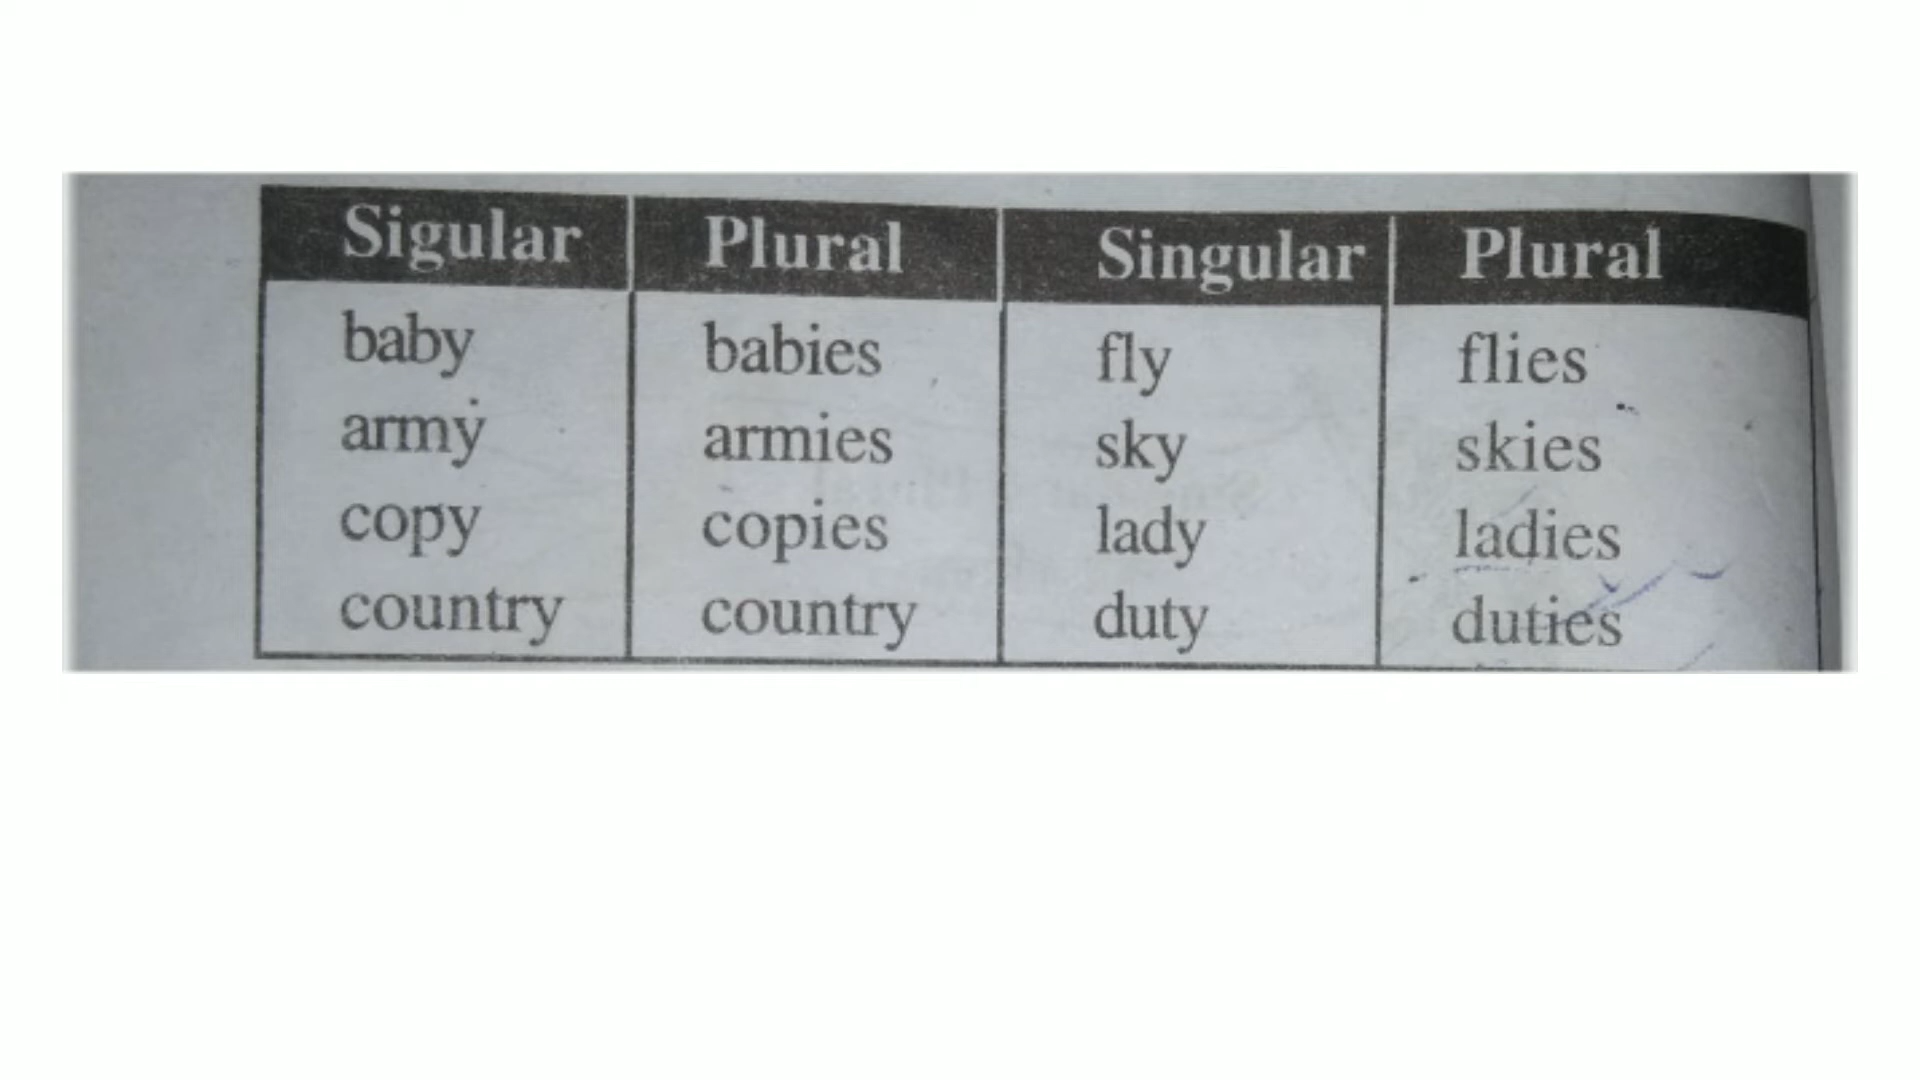 Sigular Plural Singular Plural
baby babies fly flies
army armies sky skies
copy copies lady ladies
country country duty duties